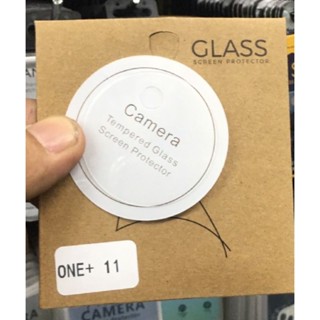 GLASS
SCREEN PROTECTOR
Camera
Tempered Glass
Screen Protector
ONE+ 11
CAMERA